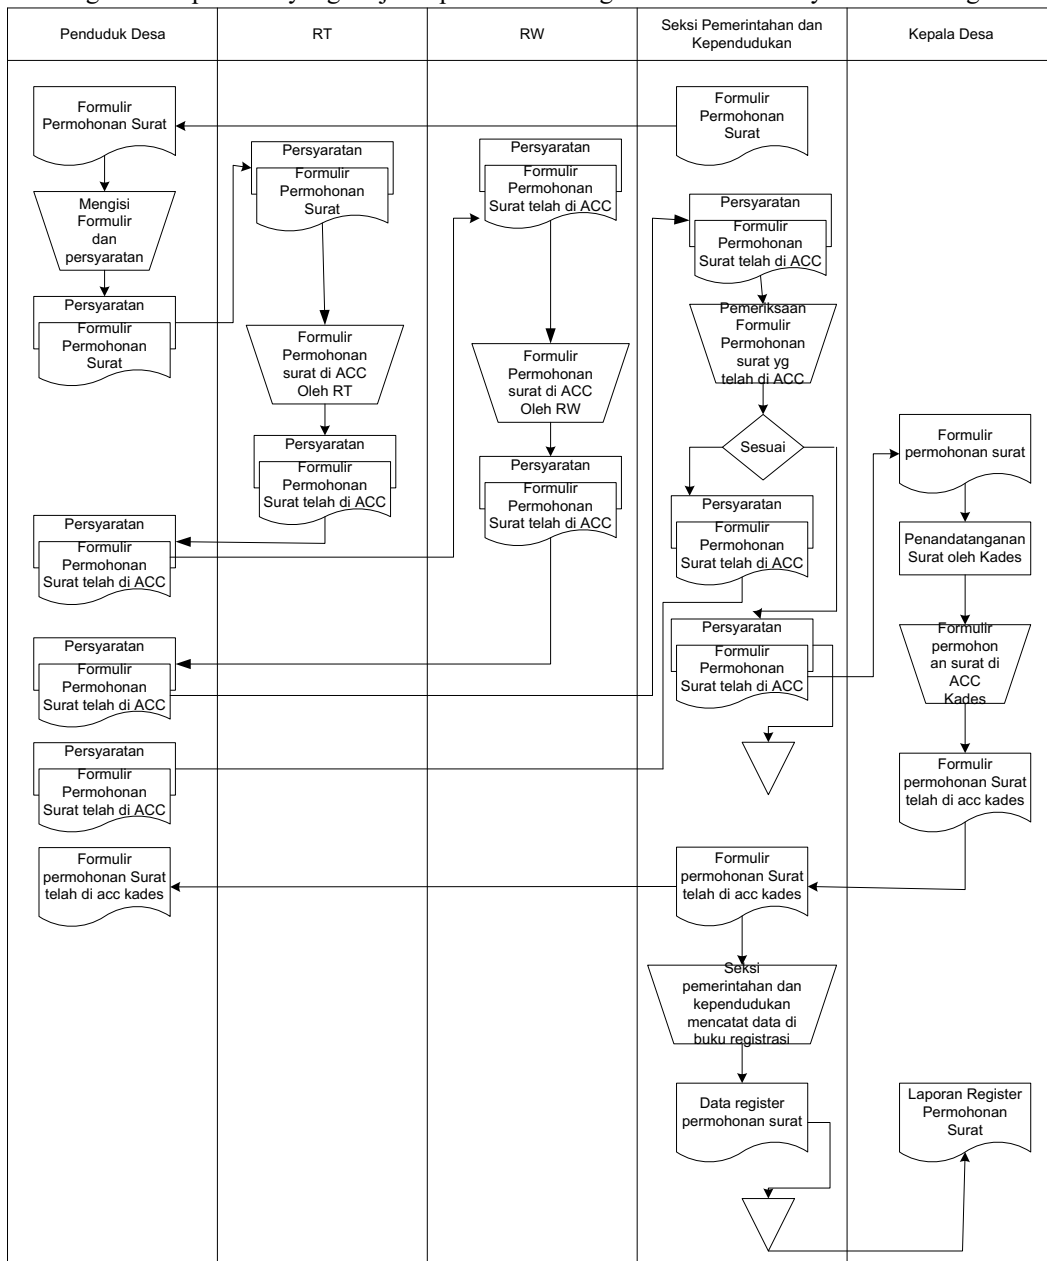 Penduduk Desa
RT
RW
Seksi Pemerintahan dan
Kependudukan
Kepala Desa
Formulir
Permohonan Surat
Mengisi
Formulir
dan
persyaratan
Persyaratan
Formulir
Permohonan
Surat
Persyaratan
Formulir
Permohonan
Surat telah di ACC
Persyaratan
Formulir
Permohonan
Surat telah di ACC
Persyaratan
Formulir
Permohonan
Surat telah di ACC
Formulir
permohonan Surat
telah di acc kades
Persyaratan
Formulir
Permohonan
Surat
Formulir
Permohonan
surat di ACC
Oleh RT
Persyaratan
Formulir
Permohonan
Surat telah di ACC
Persyaratan
Formulir
Permohonan
Surat telah di ACC
Formulir
Permohonan
surat di ACC
Oleh RW
Persyaratan
Formulir
Permohonan
Surat telah di ACC
Formulir
Permohonan
Surat
Persyaratan
Formulir
Permohonan
Surat telah di ACC
Pemeriksaan
Formulir
Permohonan
surat yg
telah di ACC
Sesuai
Persyaratan
Formulir
Permohonan
Surat telah di ACC
Persyaratan
Formulir
Permohonan
Surat telah di ACC
Formulir
permohonan Surat
telah di acc kades
Seksi
pemerintahan dan
kependudukan
mencatat data di
buku registrasi
Data register
permohonan surat
Formulir
permohonan surat
Penandatanganan
Surat oleh Kades
Formulir
permohon
an surat di
ACC
Kades
Formulir
permohonan Surat
telah di acc kades
Laporan Register
Permohonan
Surat